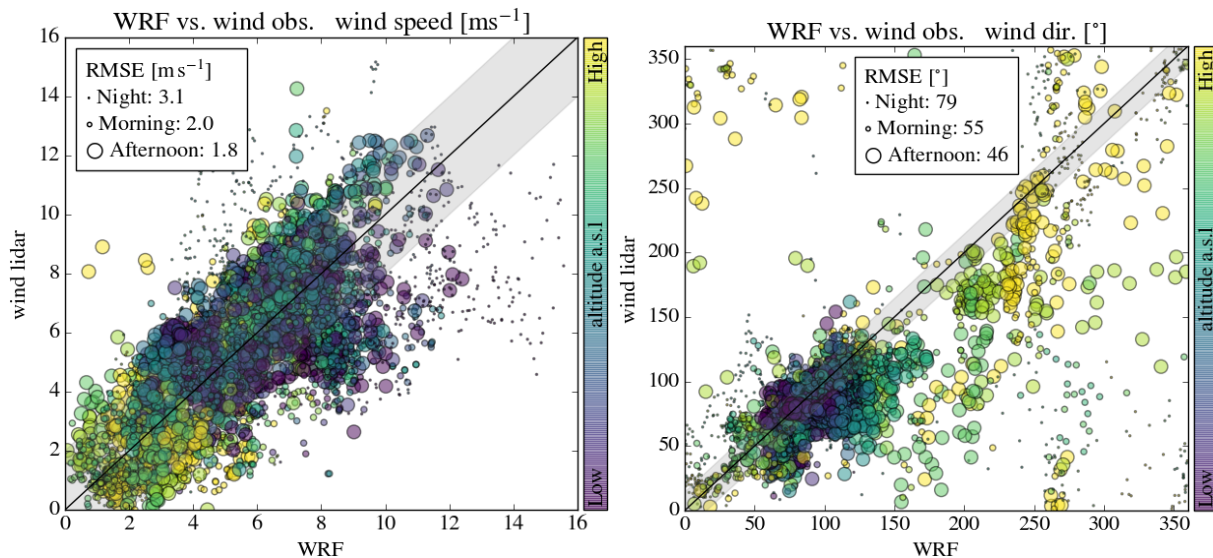 WRF vs. wind obs. wind speed [ms⁻¹]
16
14
12
10
8
6
4
2
0
wind lidar
RMSE [m s⁻¹]
Night: 3.1
Morning: 2.0
Afternoon: 1.8
0 2 4 6 8 10 12 14 16
WRF
High
altitude a.s.l
Low
WRF vs. wind obs. wind dir. [°]
350
300
250
200
150
100
50
0
wind lidar
RMSE [°]
Night: 79
Morning: 55
Afternoon: 46
0 50 100 150 200 250 300 350
WRF
High
altitude a.s.l
Low